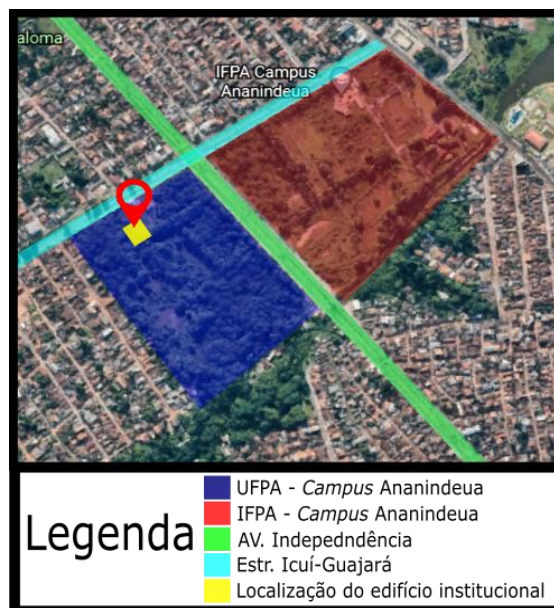 aloma
IFPA Campus
Ananindeua
Legenda
UFPA - Campus Ananindeua
IFPA - Campus Ananindeua
AV. Indepedndência
Estr. Icuí-Guajará
Localização do edifício institucional